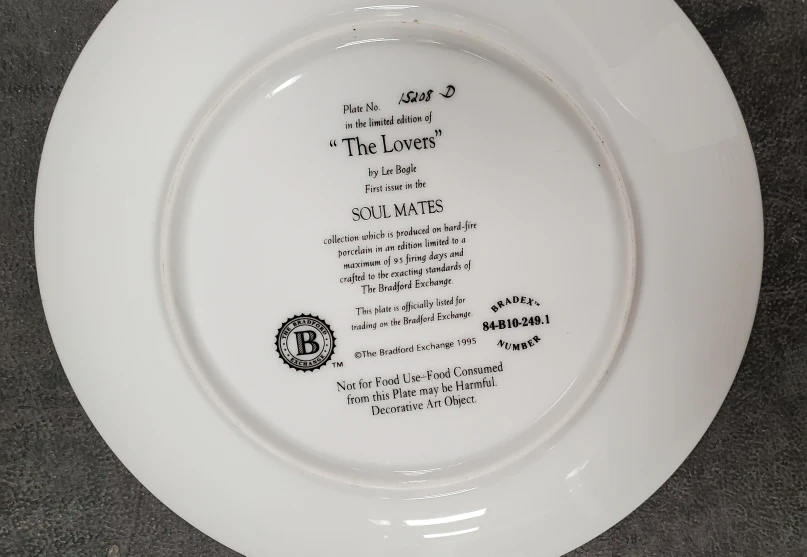 Plate No. 15208 D
in the limited edition of
“The Lovers”
by Lee Bogle
First issue in the
SOUL MATES
collection which is produced on hard-fire
porcelain in an edition limited to a
maximum of 95 firing days and
crafted to the exacting standards of
The Bradford Exchange.
This plate is officially listed for
trading on the Bradford Exchange.
BRADEX™
84-B10-249.1
NUMBER
THE BRADFORD
B
EXCHANGE
™
©The Bradford Exchange 1995
Not for Food Use–Food Consumed
from this Plate may be Harmful.
Decorative Art Object.